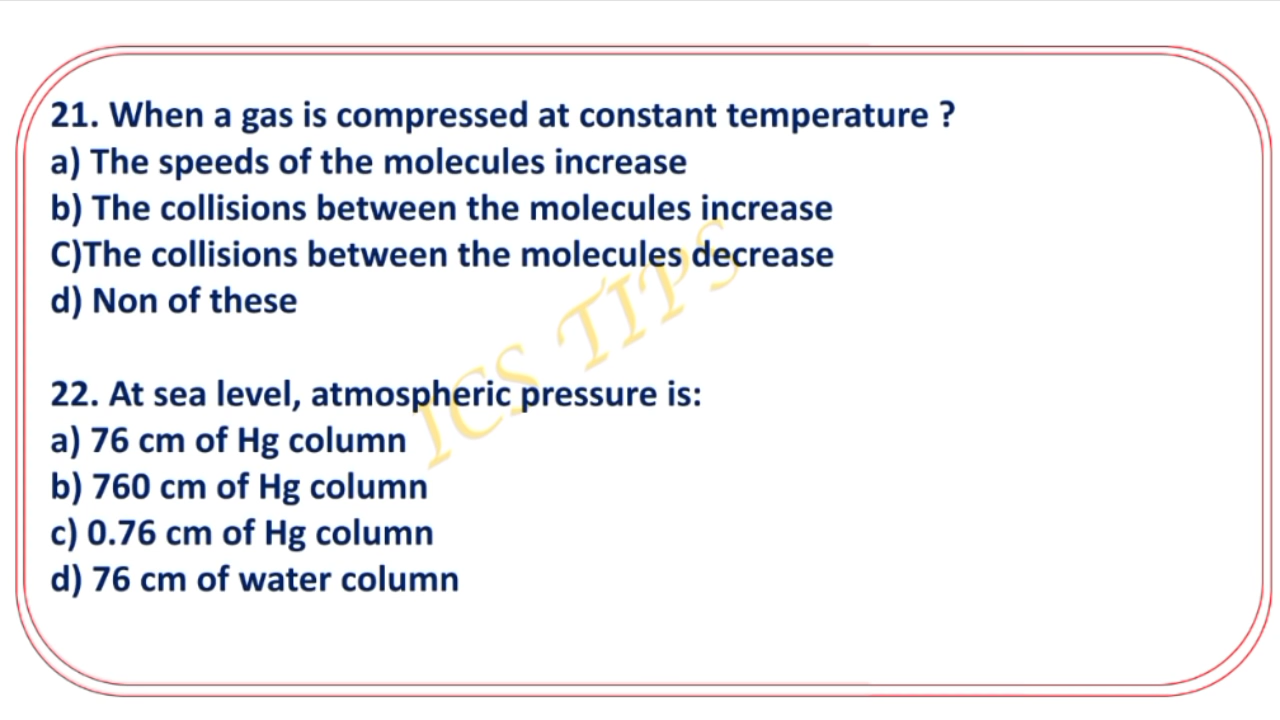 21. When a gas is compressed at constant temperature ?
a) The speeds of the molecules increase
b) The collisions between the molecules increase
C)The collisions between the molecules decrease
d) Non of these
22. At sea level, atmospheric pressure is:
a) 76 cm of Hg column
b) 760 cm of Hg column
c) 0.76 cm of Hg column
d) 76 cm of water column
ICS TIPS